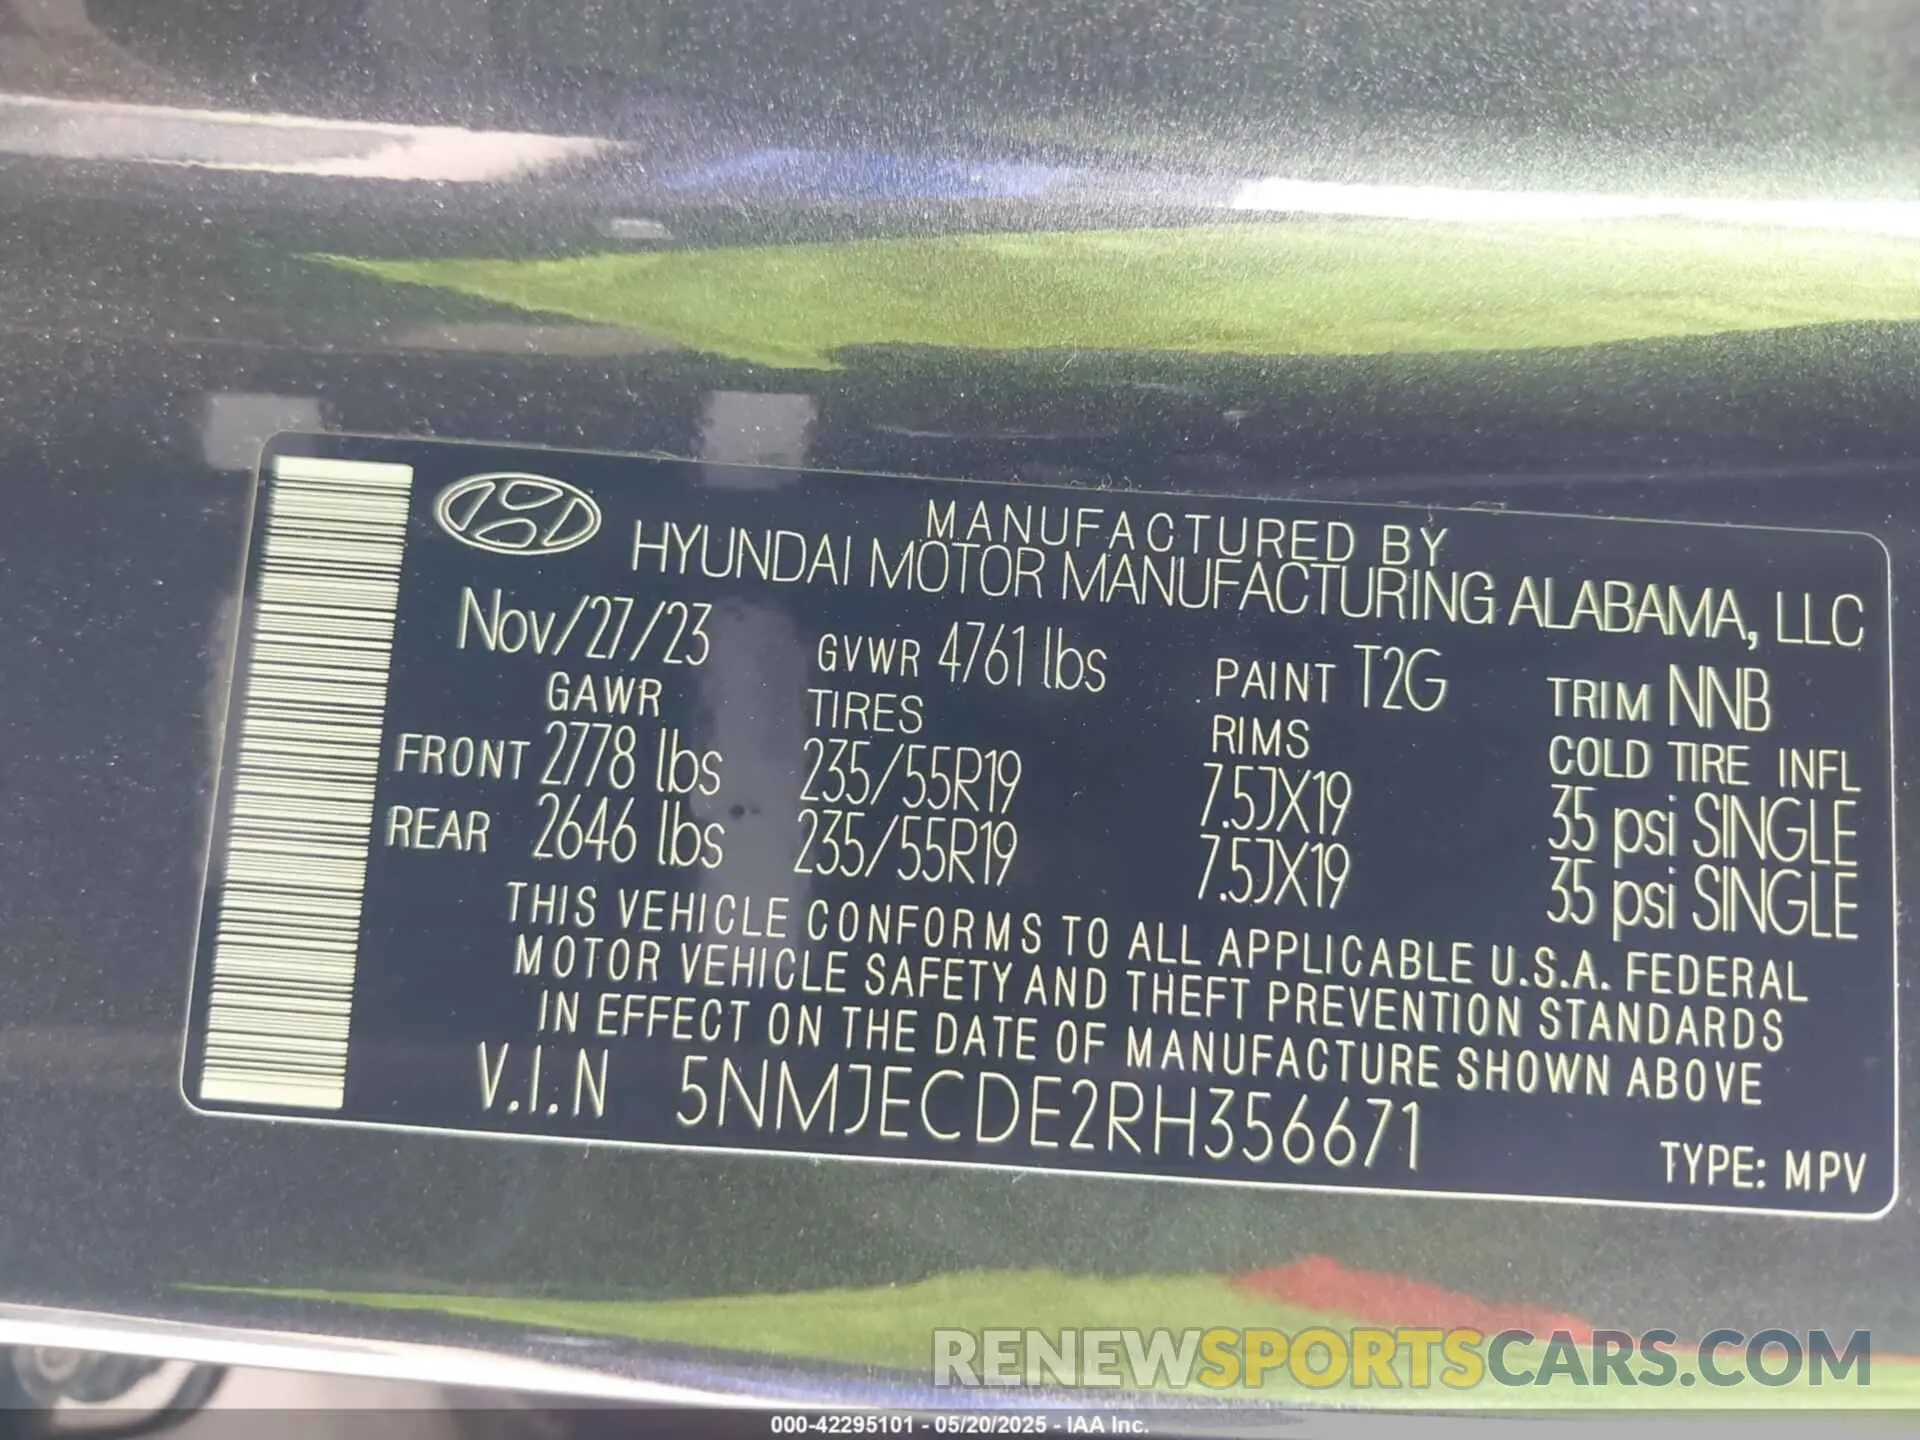 MANUFACTURED BY
HYUNDAI MOTOR MANUFACTURING ALABAMA, LLC
Nov/27/23 GVWR 4761 lbs PAINT T2G TRIM NNB
GAWR TIRES RIMS COLD TIRE INFL
FRONT 2778 lbs 235/55R19 7.5JX19 35 psi SINGLE
REAR 2646 lbs 235/55R19 7.5JX19 35 psi SINGLE
THIS VEHICLE CONFORMS TO ALL APPLICABLE U.S.A. FEDERAL
MOTOR VEHICLE SAFETY AND THEFT PREVENTION STANDARDS
IN EFFECT ON THE DATE OF MANUFACTURE SHOWN ABOVE
V.I.N 5NMJECDE2RH356671
TYPE: MPV
RENEWSPORTSCARS.COM
000-42295101 - 05/20/2025 - IAA Inc.